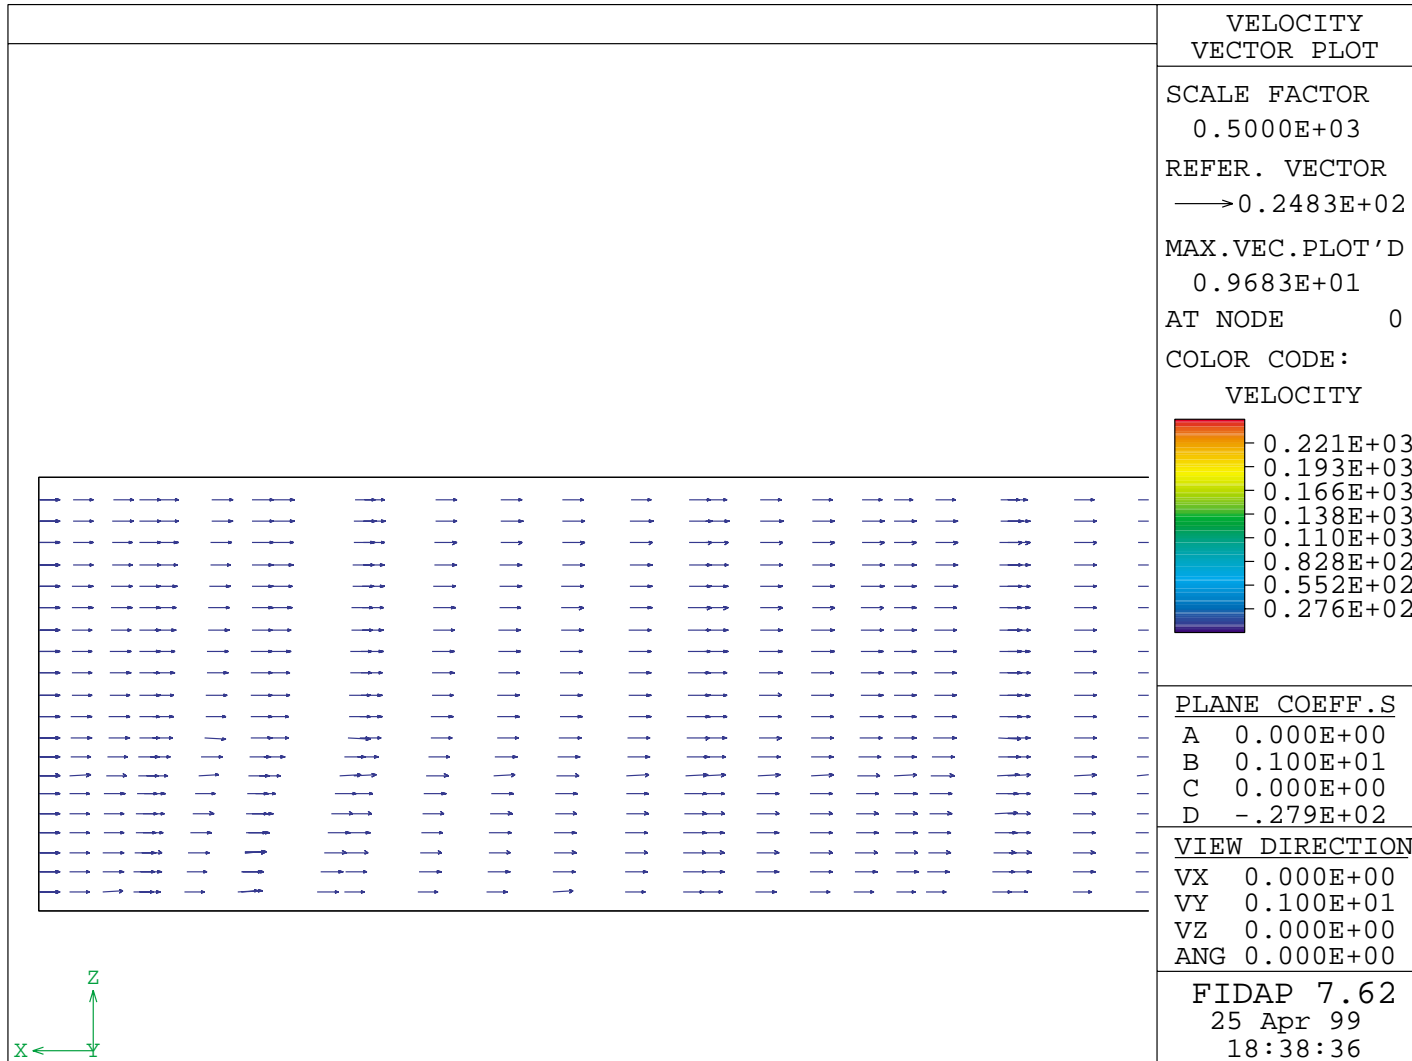 VELOCITY
VECTOR PLOT
SCALE FACTOR
0.5000E+03
REFER. VECTOR
0.2483E+02
MAX.VEC.PLOT'D
0.9683E+01
AT NODE 0
COLOR CODE:
VELOCITY
0.221E+03
0.193E+03
0.166E+03
0.138E+03
0.110E+03
0.828E+02
0.552E+02
0.276E+02
PLANE COEFF.S
A 0.000E+00
B 0.100E+01
C 0.000E+00
D -.279E+02
VIEW DIRECTION
VX 0.000E+00
VY 0.100E+01
VZ 0.000E+00
ANG 0.000E+00
FIDAP 7.62
25 Apr 99
18:38:36
Z
X Y